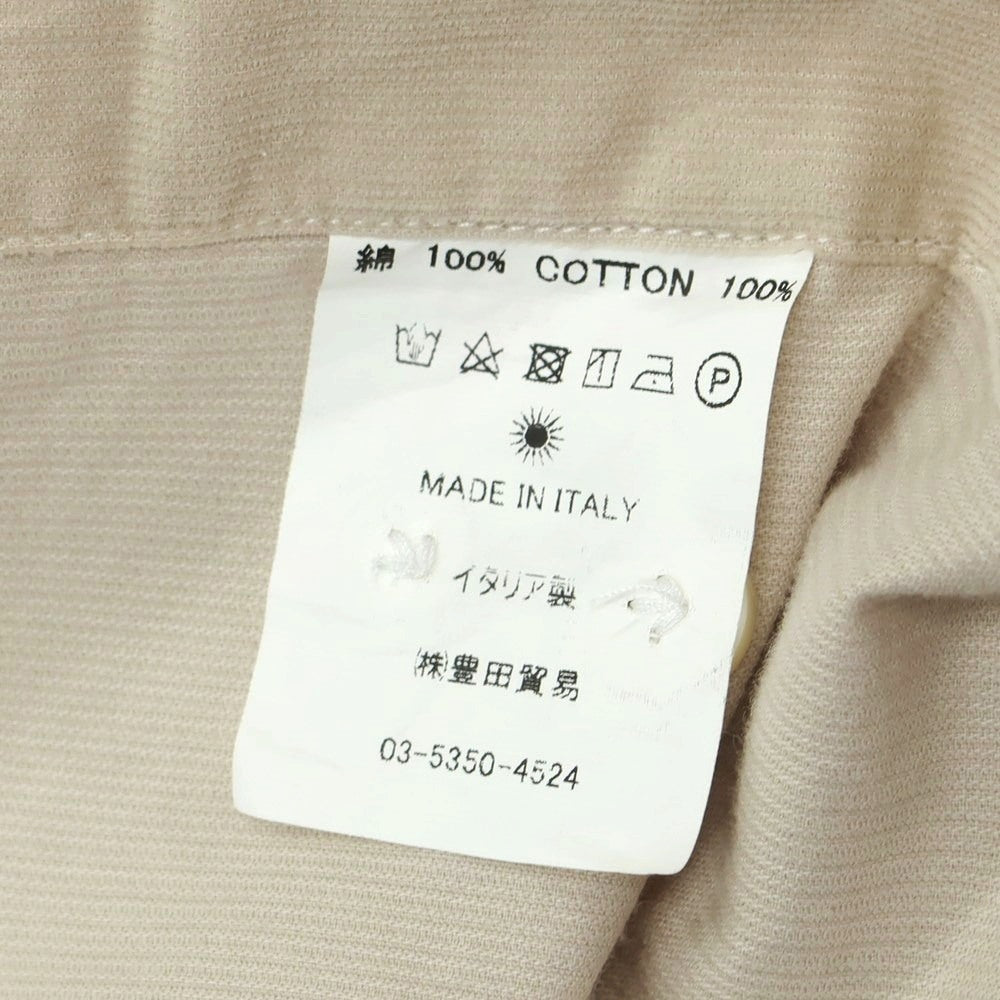 綿 100% COTTON 100%
P
MADE IN ITALY
イタリア製
㈱豊田貿易
03-5350-4524